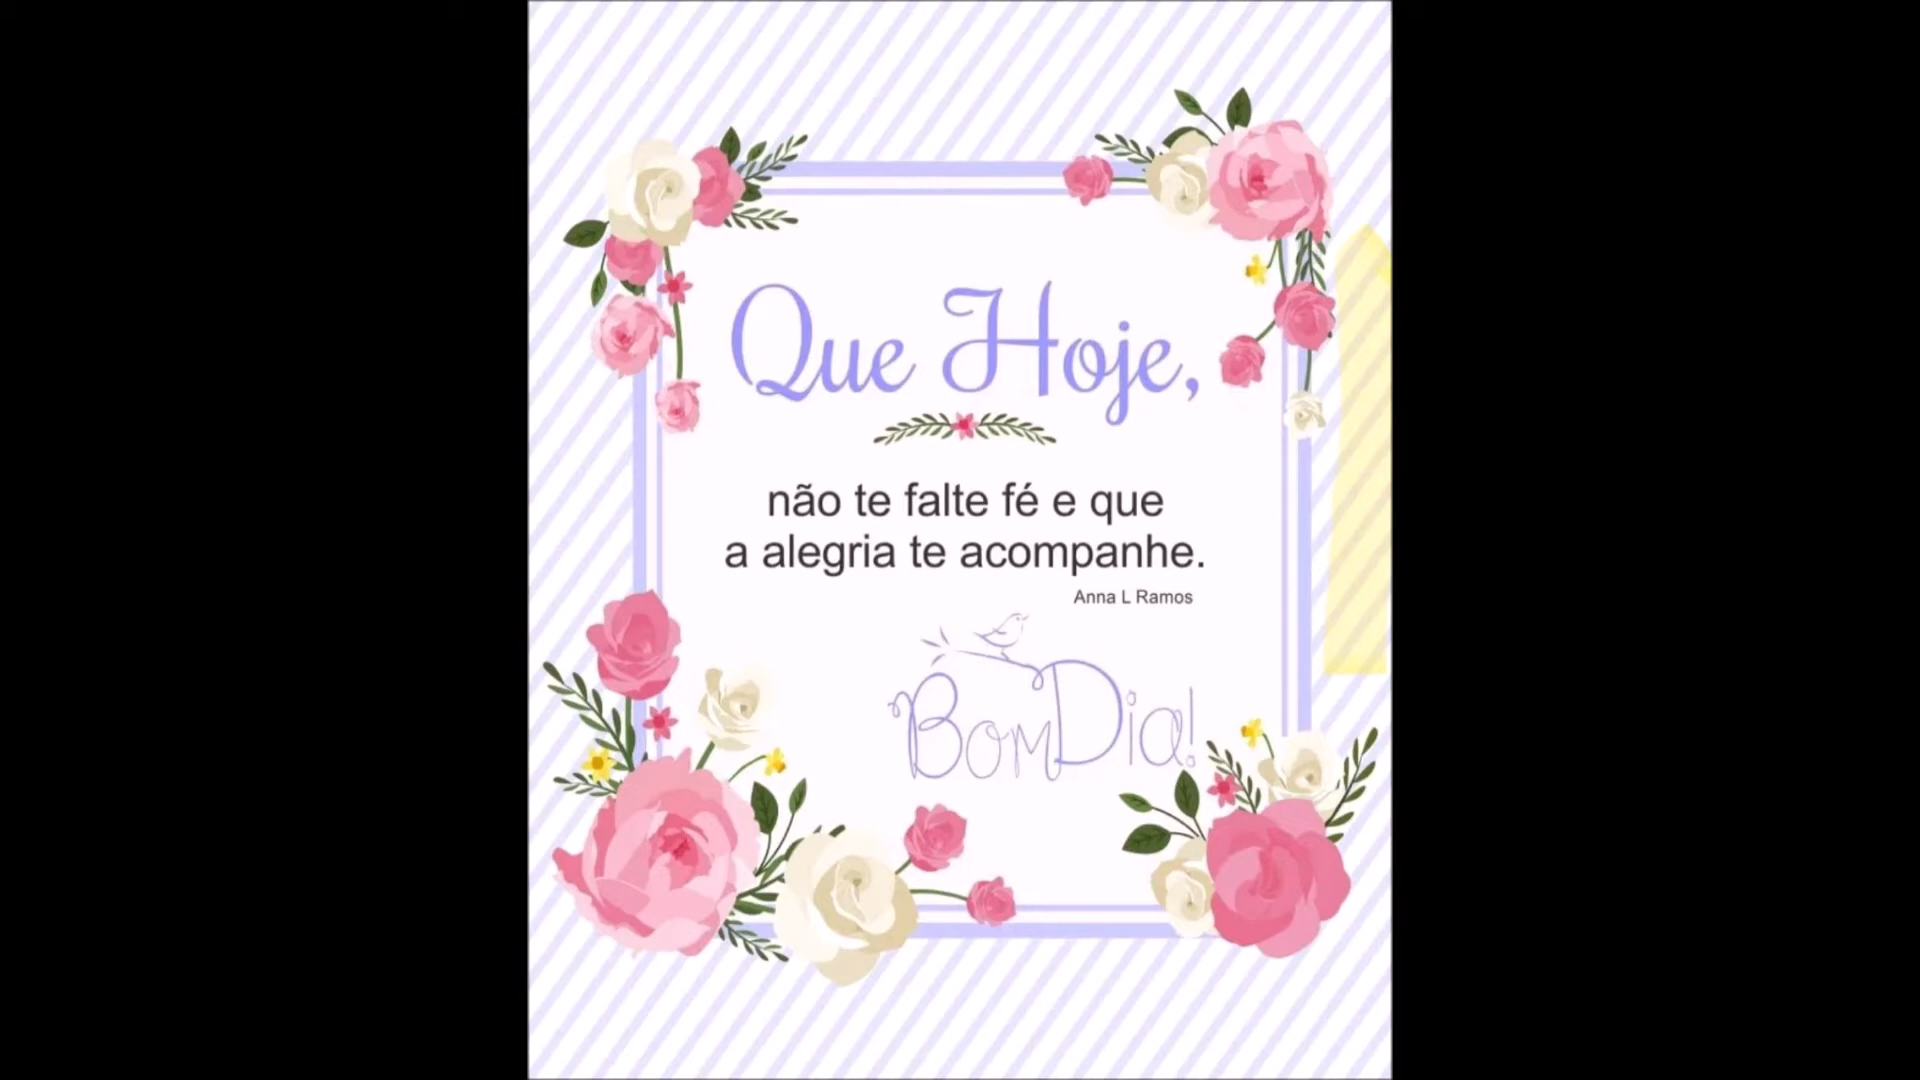 Que Hoje,
não te falte fé e que
a alegria te acompanhe.
Anna L Ramos
Bom Dia!